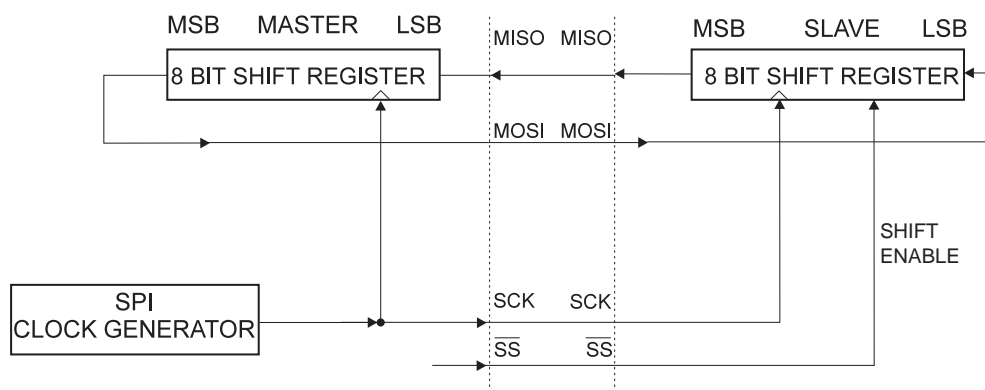 MSB MASTER LSB
8 BIT SHIFT REGISTER
MISO MISO
MSB SLAVE LSB
8 BIT SHIFT REGISTER
MOSI MOSI
SHIFT
ENABLE
SPI
CLOCK GENERATOR
SCK SCK
SS SS